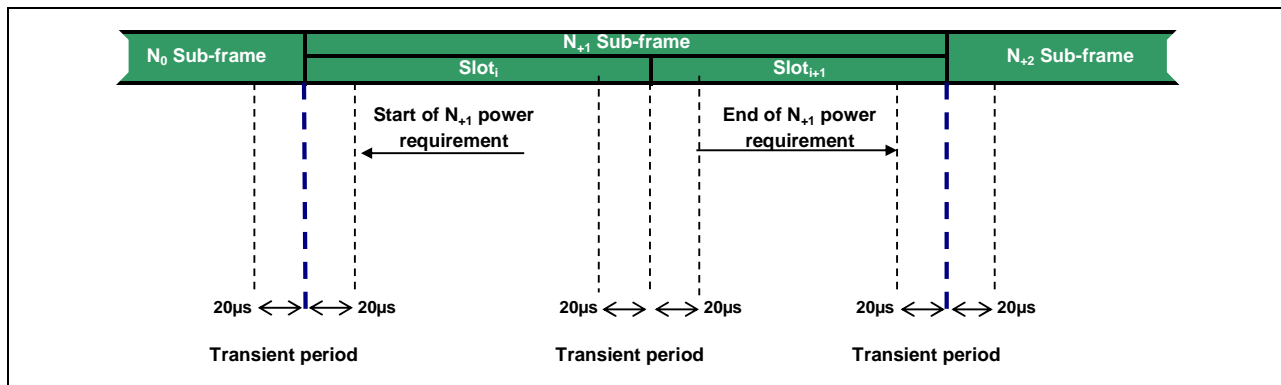 N0 Sub-frame
N+1 Sub-frame
N+2 Sub-frame
Sloti
Sloti+1
Start of N+1 power
requirement
End of N+1 power
requirement
20µs
20µs
20µs
20µs
20µs
20µs
Transient period
Transient period
Transient period